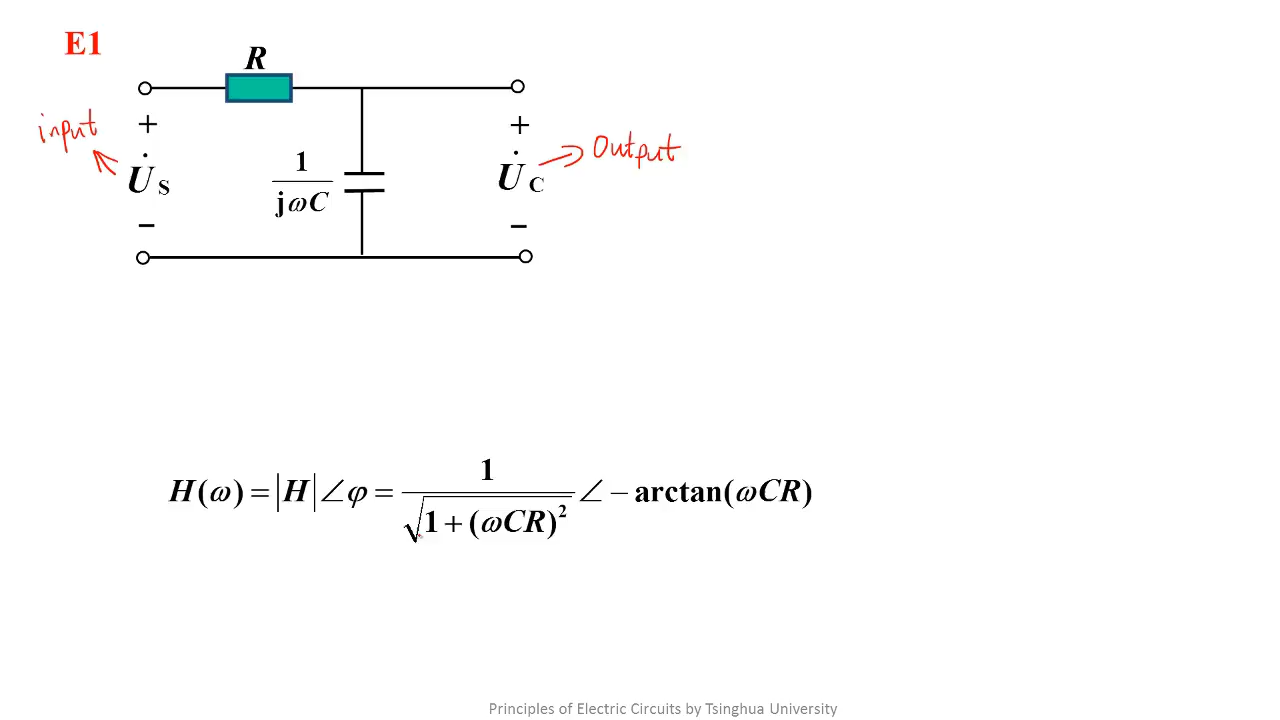 E1
R
input
+
+
Output
U̇ S
1
jωC
U̇ C
−
−
H(ω) = |H| ∠φ = 1 / √(1 + (ωCR)²) ∠ − arctan(ωCR)
Principles of Electric Circuits by Tsinghua University